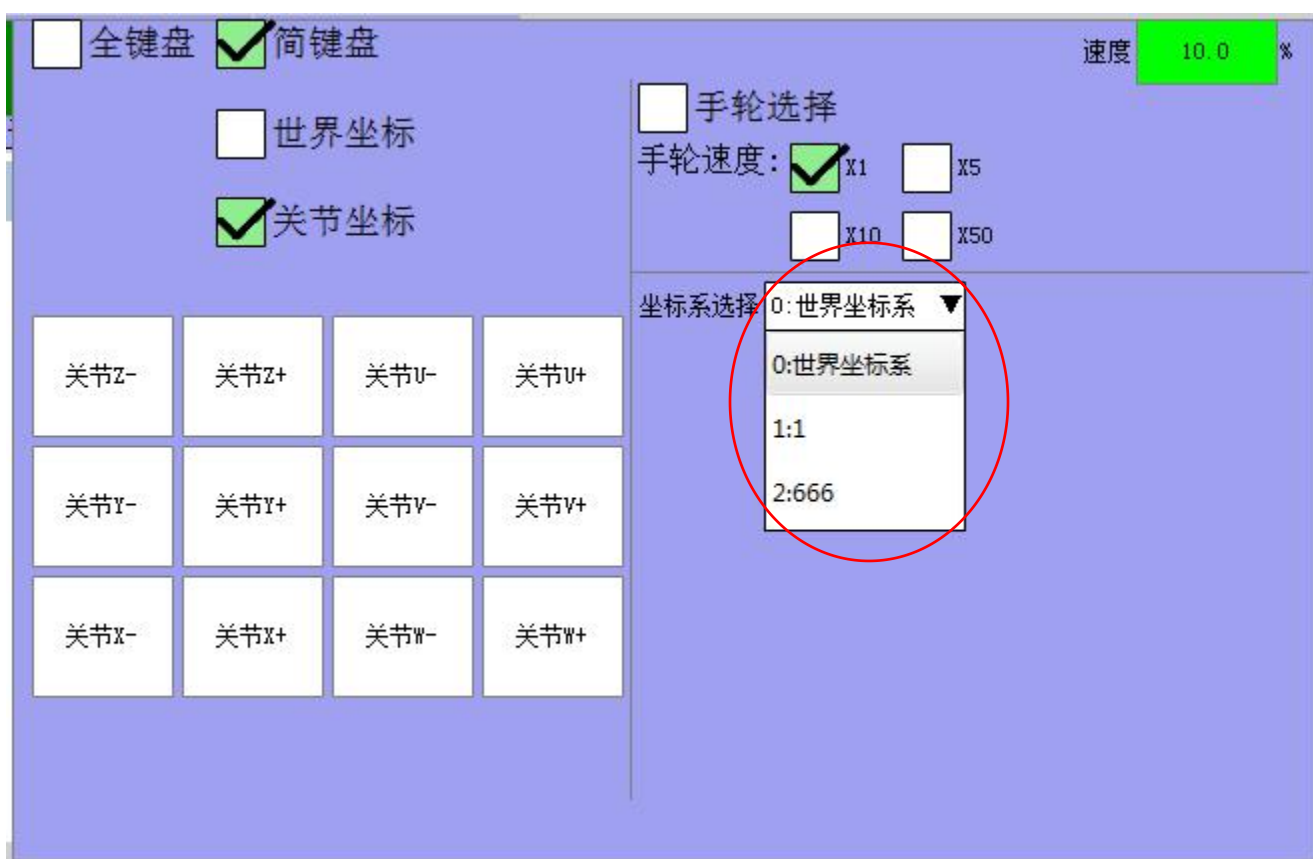 全键盘 简键盘 速度 10.0 %
世界坐标
关节坐标
手轮选择
手轮速度: X1 X5
X10 X50
坐标系选择 0:世界坐标系
0:世界坐标系
1:1
2:666
关节Z- 关节Z+ 关节U- 关节U+
关节Y- 关节Y+ 关节V- 关节V+
关节X- 关节X+ 关节W- 关节W+